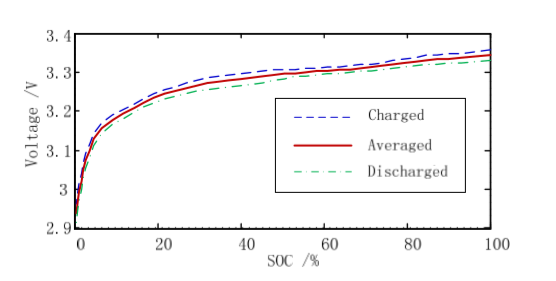 3.4
3.3
3.2
3.1
3
2.9
Voltage /V
Charged
Averaged
Discharged
0 20 40 60 80 100
SOC /%